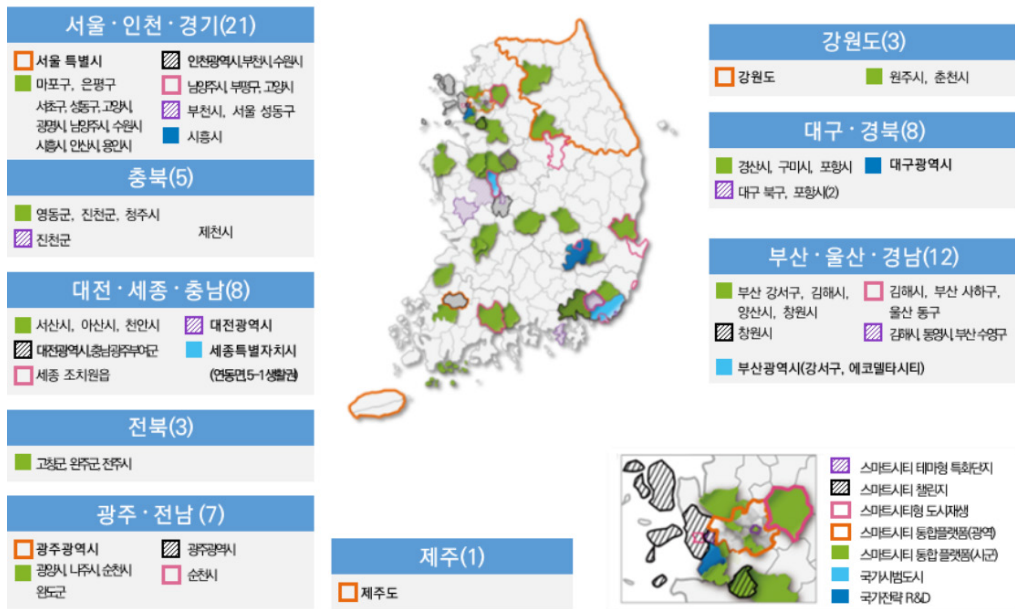 서울·인천·경기(21)
서울 특별시
마포구, 은평구
서초구, 성동구, 고양시,
광명시, 남양주시, 수원시
시흥시, 안산시, 용인시
인천광역시,부천시,수원시
남양주시, 부평구, 고양시
부천시, 서울 성동구
시흥시
충북(5)
영동군, 진천군, 청주시
진천군
제천시
대전·세종·충남(8)
서산시, 아산시, 천안시
대전광역시,충남광주부여군
세종 조치원읍
대전광역시
세종특별자치시
(연동면,5-1생활권)
전북(3)
고창군 완주군 전주시
광주·전남 (7)
광주광역시
광양시, 나주시, 순천시
완도군
광주광역시
순천시
제주(1)
제주도
강원도(3)
강원도
원주시, 춘천시
대구·경북(8)
경산시, 구미시, 포항시
대구광역시
대구 북구, 포항시(2)
부산·울산·경남(12)
부산 강서구, 김해시,
양산시, 창원시
창원시
김해시, 부산 사하구,
울산 동구
김해시, 통영시, 부산 수영구
부산광역시(강서구, 에코델타시티)
스마트시티 테마형 특화단지
스마트시티 챌린지
스마트시티형 도시재생
스마트시티 통합플랫폼(광역)
스마트시티 통합 플랫폼(시군)
국가시범도시
국가전략 R&D